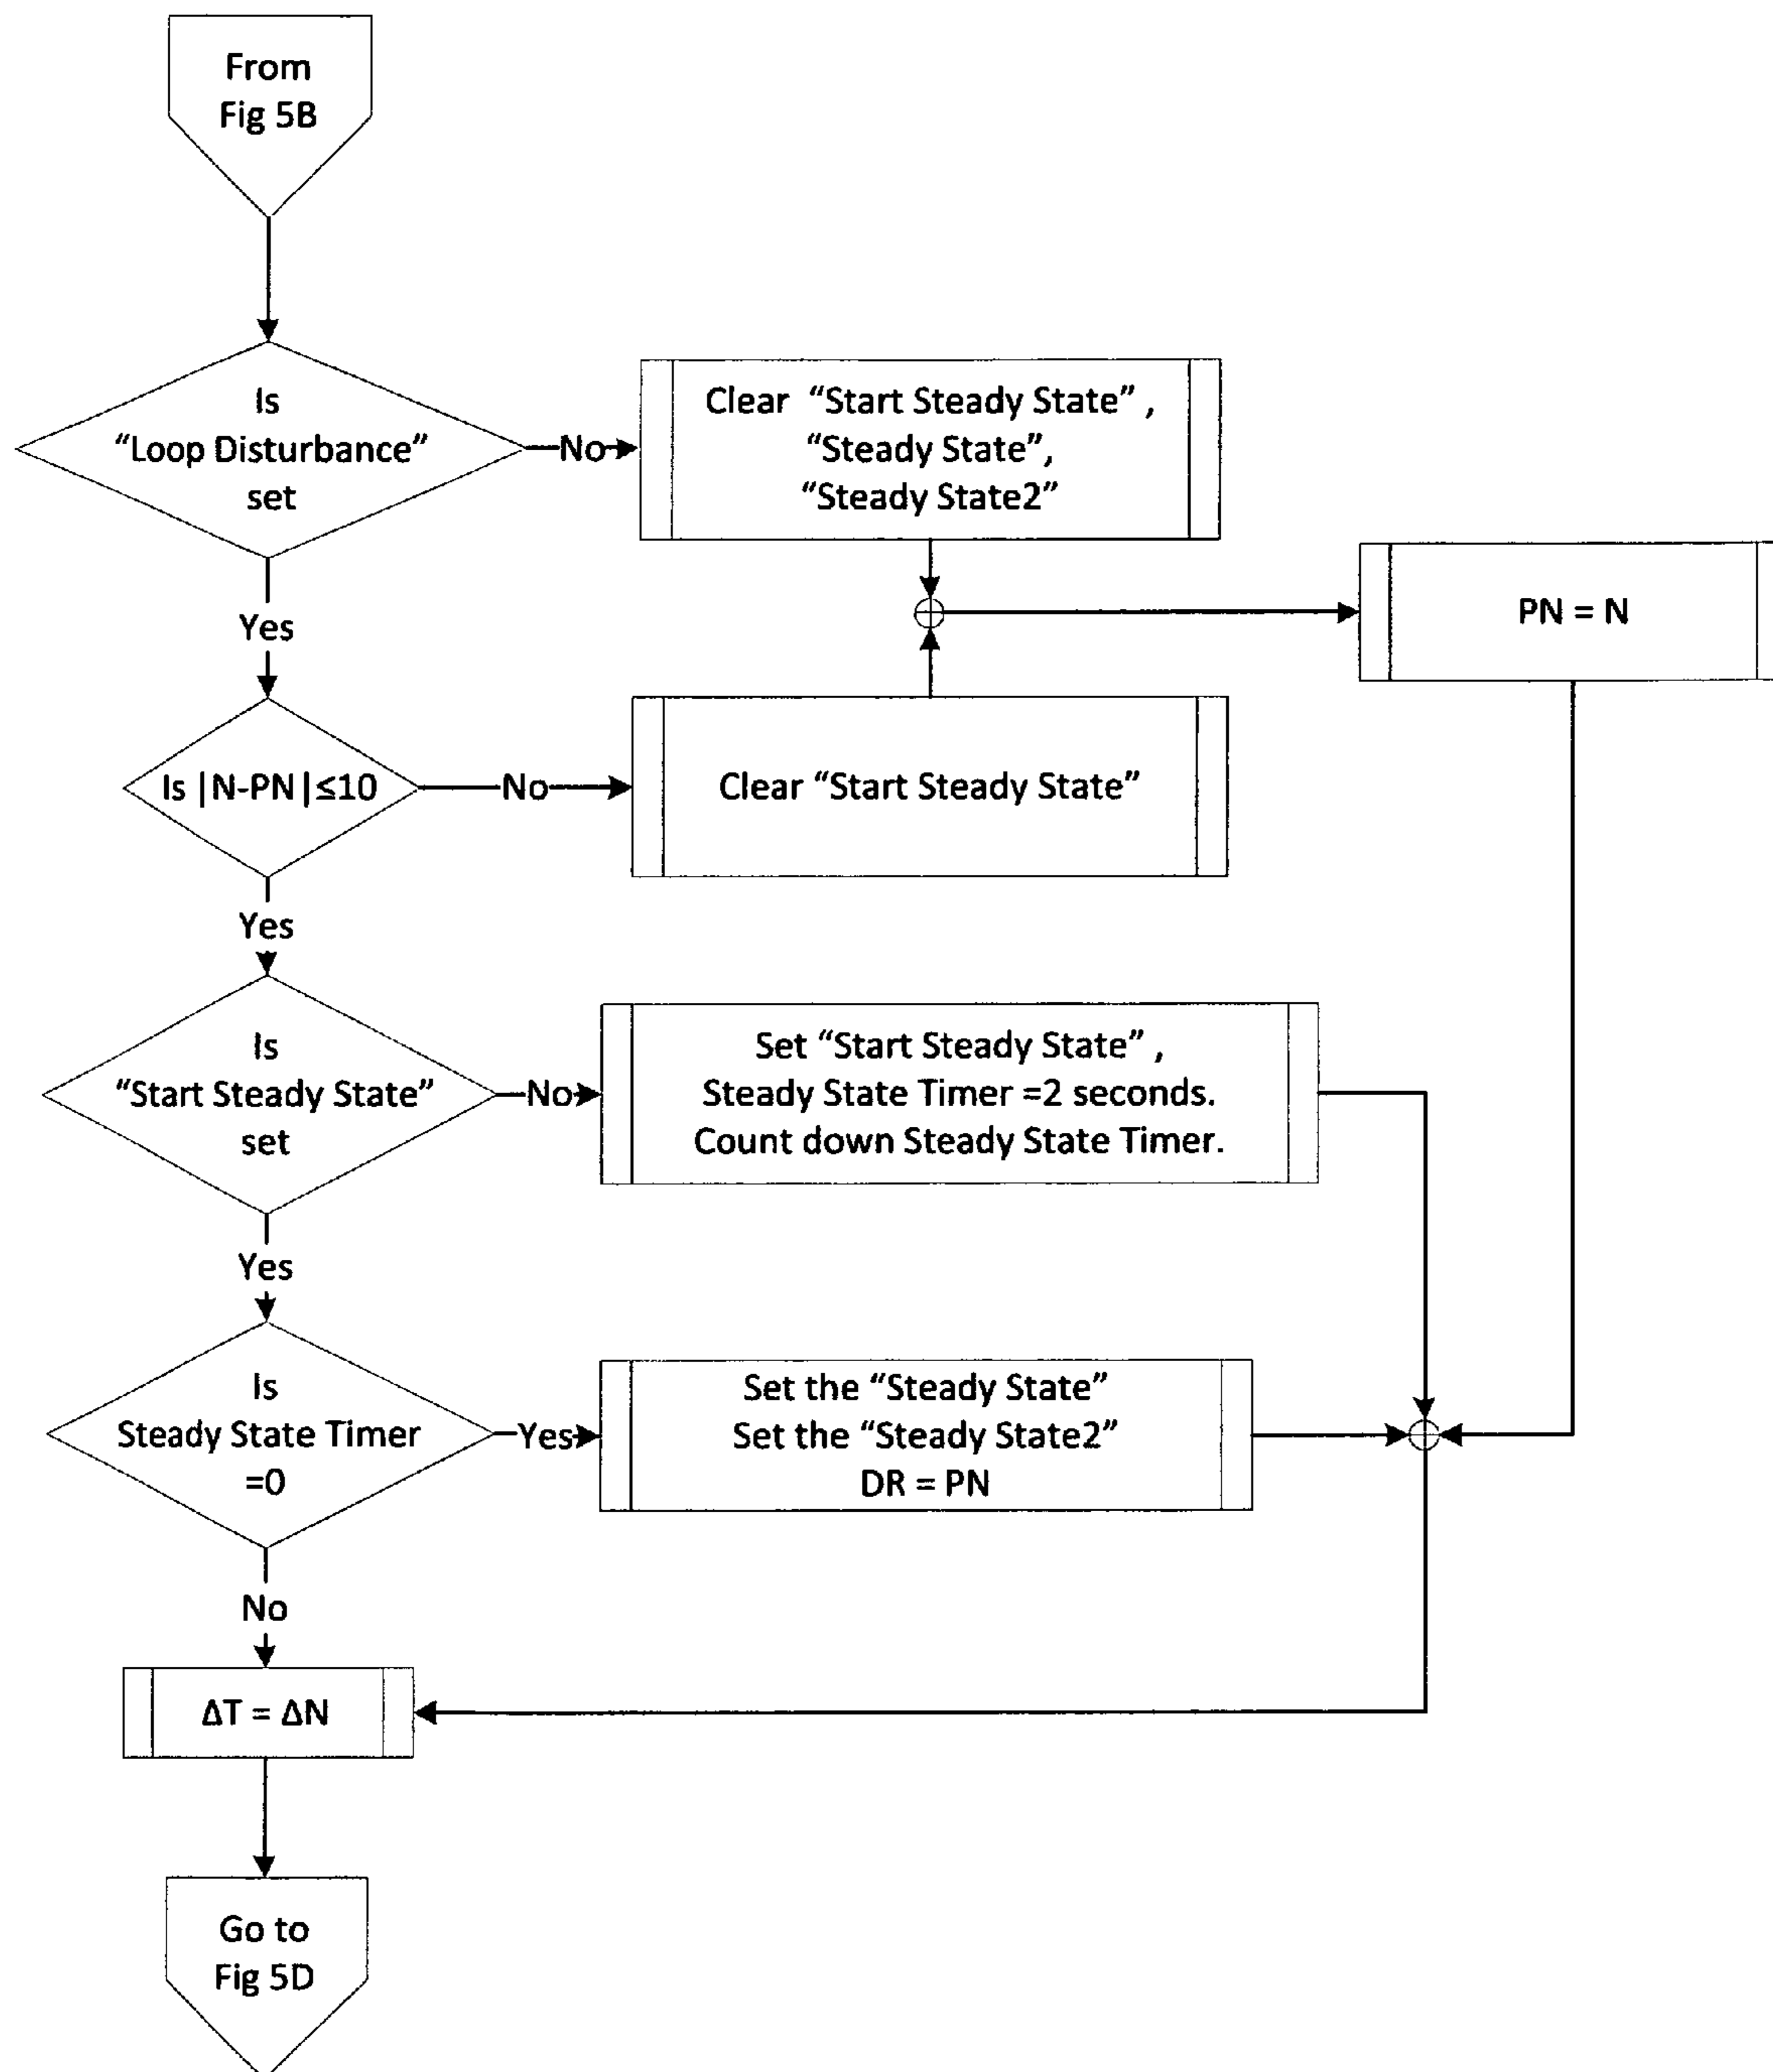 From
Fig 5B
Is
“Loop Disturbance”
set
No
Clear “Start Steady State” ,
“Steady State”,
“Steady State2”
Yes
PN = N
Is |N-PN|≤10
No
Clear “Start Steady State”
Yes
Is
“Start Steady State”
set
No
Set “Start Steady State” ,
Steady State Timer =2 seconds.
Count down Steady State Timer.
Yes
Is
Steady State Timer
=0
Yes
Set the “Steady State”
Set the “Steady State2”
DR = PN
No
ΔT = ΔN
Go to
Fig 5D